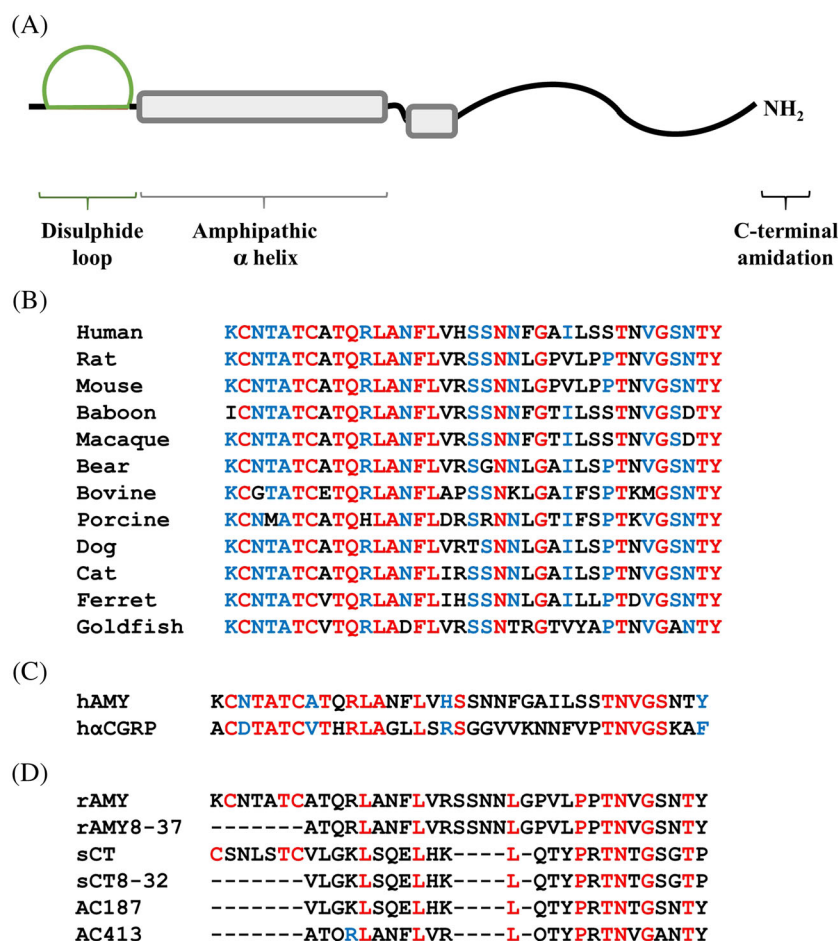 (A)
NH2
Disulphide loop
Amphipathic α helix
C-terminal amidation
(B)
Human KCNTATCATQRLANFLVHSSNNFGAILSSTNVGSNTY
Rat KCNTATCATQRLANFLVRSSNNLGPVLPPTNVGSNTY
Mouse KCNTATCATQRLANFLVRSSNNLGPVLPPTNVGSNTY
Baboon ICNTATCATQRLANFLVRSSNNFGTILSSTNVGSDTY
Macaque KCNTATCATQRLANFLVRSSNNFGTILSSTNVGSDTY
Bear KCNTATCATQRLANFLVRSGNNLGAILSPTNVGSNTY
Bovine KCGTATCETQRLANFLAPSSNKLGAIFSPTKMGSNTY
Porcine KCNMATCATQHLANFLDRSRNNLGTIFSPTKVGSNTY
Dog KCNTATCATQRLANFLVRTSNNLGAILSPTNVGSNTY
Cat KCNTATCATQRLANFLIRSSNNLGAILSPTNVGSNTY
Ferret KCNTATCVTQRLANFLIHSSNNLGAILLPTDVGSNTY
Goldfish KCNTATCVTQRLADFLVRSSNTRGTVYAPTNVGANTY
(C)
hAMY KCNTATCATQRLANFLVHSSNNFGAILSSTNVGSNTY
hαCGRP ACDTATCVTHRLAGLLSRSGGVVKNNFVPTNVGSKAF
(D)
rAMY KCNTATCATQRLANFLVRSSNNLGPVLPPTNVGSNTY
rAMY8-37 -------ATQRLANFLVRSSNNLGPVLPPTNVGSNTY
sCT CSNLSTCVLGKLSQELHK----L-QTYPRTNTGSGTP
sCT8-32 -------VLGKLSQELHK----L-QTYPRTNTGSGTP
AC187 -------VLGKLSQELHK----L-QTYPRTNTGSNTY
AC413 -------ATQRLANFLVR----L-QTYPRTNVGANTY